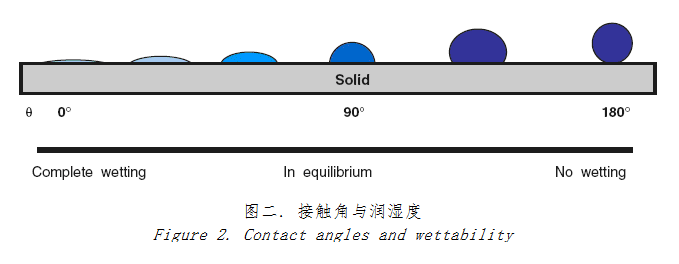 Solid
θ 0° 90° 180°
Complete wetting In equilibrium No wetting
图二. 接触角与润湿度
Figure 2. Contact angles and wettability